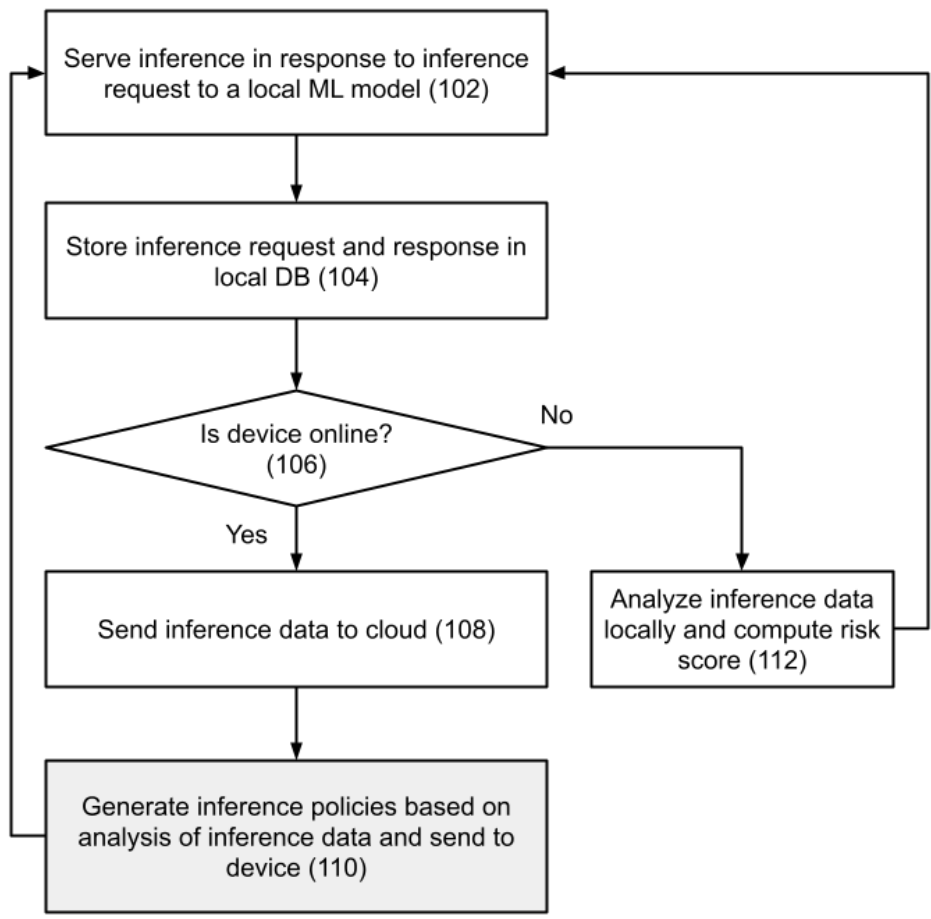 Serve inference in response to inference
request to a local ML model (102)
Store inference request and response in
local DB (104)
Is device online?
(106)
No
Yes
Send inference data to cloud (108)
Analyze inference data
locally and compute risk
score (112)
Generate inference policies based on
analysis of inference data and send to
device (110)